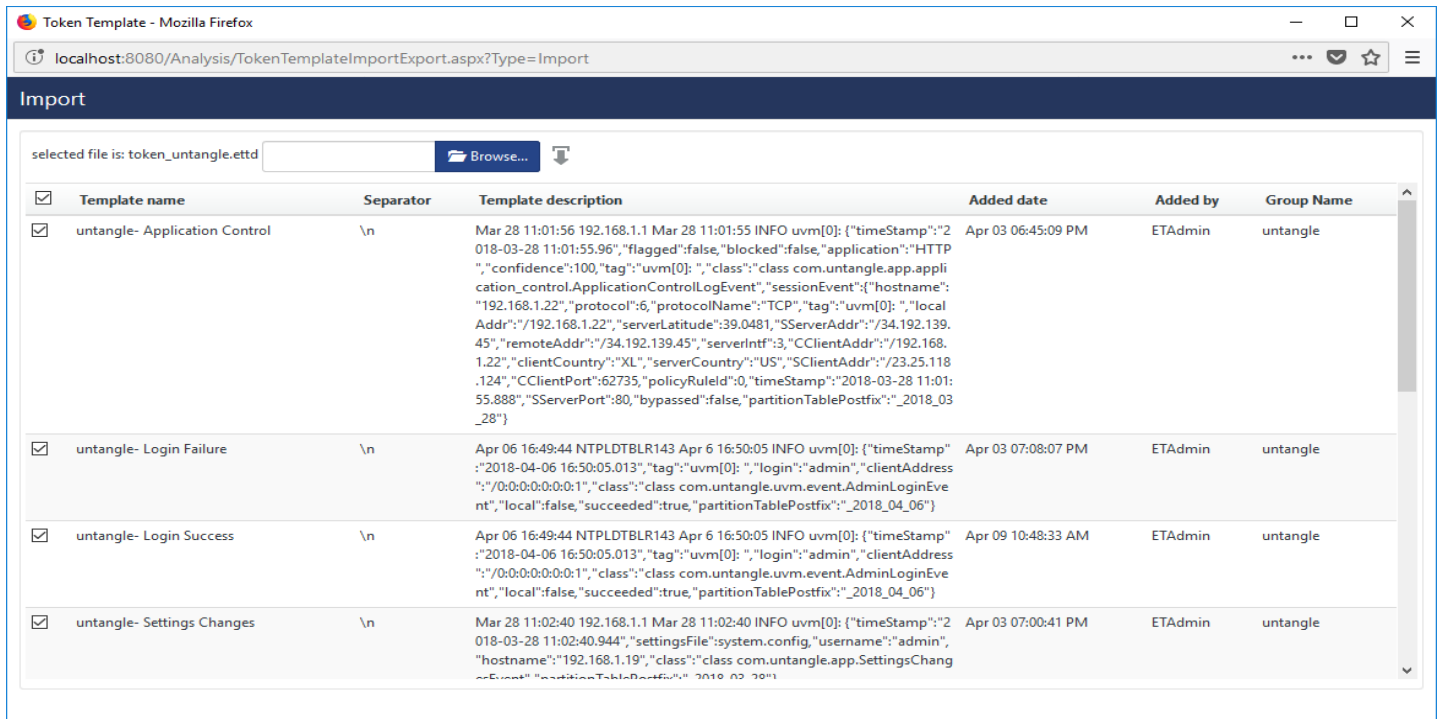 Token Template - Mozilla Firefox
localhost:8080/Analysis/TokenTemplateImportExport.aspx?Type=Import
Import
selected file is: token_untangle.ettd Browse...
Template name Separator Template description Added date Added by Group Name
untangle- Application Control \n Mar 28 11:01:56 192.168.1.1 Mar 28 11:01:55 INFO uvm[0]: {"timeStamp":"2 Apr 03 06:45:09 PM ETAdmin untangle
018-03-28 11:01:55.96","flagged":false,"blocked":false,"application":"HTTP
","confidence":100,"tag":"uvm[0]: ","class":"class com.untangle.app.appli
cation_control.ApplicationControlLogEvent","sessionEvent":{"hostname":
"192.168.1.22","protocol":6,"protocolName":"TCP","tag":"uvm[0]: ","local
Addr":"/192.168.1.22","serverLatitude":39.0481,"SServerAddr":"/34.192.139.
45","remoteAddr":"/34.192.139.45","serverIntf":3,"CClientAddr":"/192.168.
1.22","clientCountry":"XL","serverCountry":"US","SClientAddr":"/23.25.118
.124","CClientPort":62735,"policyRuleId":0,"timeStamp":"2018-03-28 11:01:
55.888","SServerPort":80,"bypassed":false,"partitionTablePostfix":"_2018_03
_28"}
untangle- Login Failure \n Apr 06 16:49:44 NTPLDTBLR143 Apr 6 16:50:05 INFO uvm[0]: {"timeStamp" Apr 03 07:08:07 PM ETAdmin untangle
:"2018-04-06 16:50:05.013","tag":"uvm[0]: ","login":"admin","clientAddress
":"/0:0:0:0:0:0:0:1","class":"class com.untangle.uvm.event.AdminLoginEve
nt","local":false,"succeeded":true,"partitionTablePostfix":"_2018_04_06"}
untangle- Login Success \n Apr 06 16:49:44 NTPLDTBLR143 Apr 6 16:50:05 INFO uvm[0]: {"timeStamp" Apr 09 10:48:33 AM ETAdmin untangle
:"2018-04-06 16:50:05.013","tag":"uvm[0]: ","login":"admin","clientAddress
":"/0:0:0:0:0:0:0:1","class":"class com.untangle.uvm.event.AdminLoginEve
nt","local":false,"succeeded":true,"partitionTablePostfix":"_2018_04_06"}
untangle- Settings Changes \n Mar 28 11:02:40 192.168.1.1 Mar 28 11:02:40 INFO uvm[0]: {"timeStamp":"2 Apr 03 07:00:41 PM ETAdmin untangle
018-03-28 11:02:40.944","settingsFile":system.config,"username":"admin",
"hostname":"192.168.1.19","class":"class com.untangle.app.SettingsChang
esEvent","partitionTablePostfix":"_2018_03_28"}